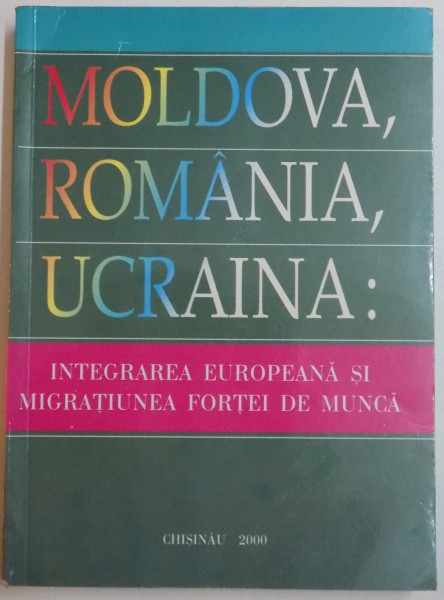 MOLDOVA,
ROMÂNIA,
UCRAINA:
INTEGRAREA EUROPEANĂ ȘI
MIGRAȚIUNEA FORȚEI DE MUNCĂ
CHIȘINĂU 2000